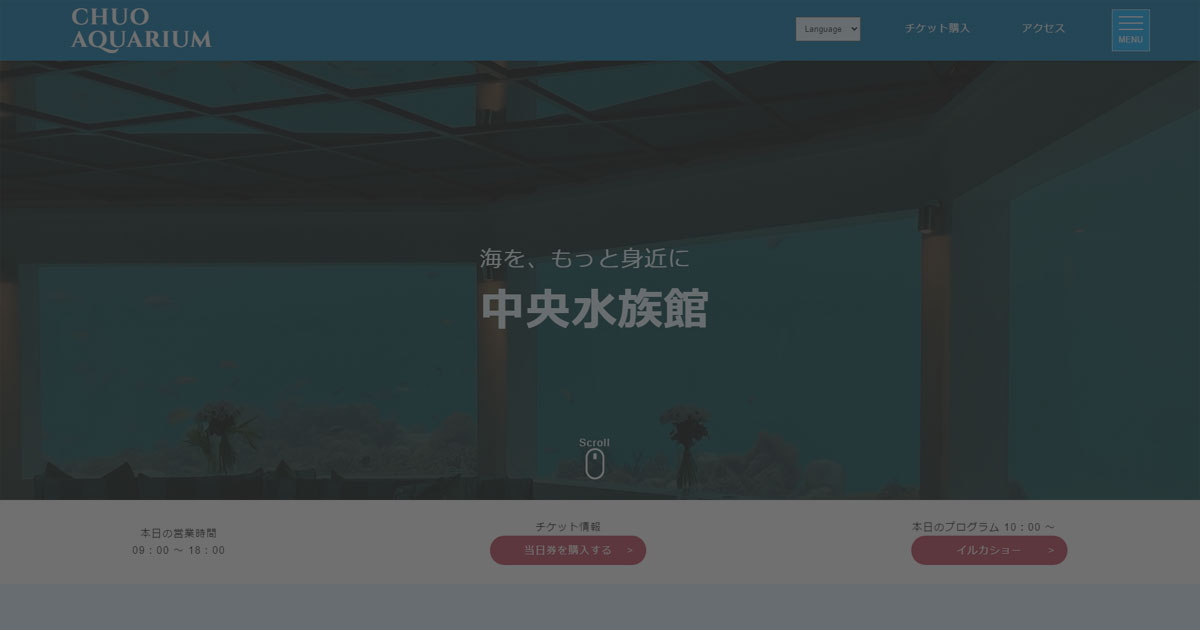 CHUO
AQUARIUM
Language
チケット購入
アクセス
MENU
海を、もっと身近に
中央水族館
Scroll
本日の営業時間
09：00 ～ 18：00
チケット情報
当日券を購入する >
本日のプログラム 10：00 ～
イルカショー >